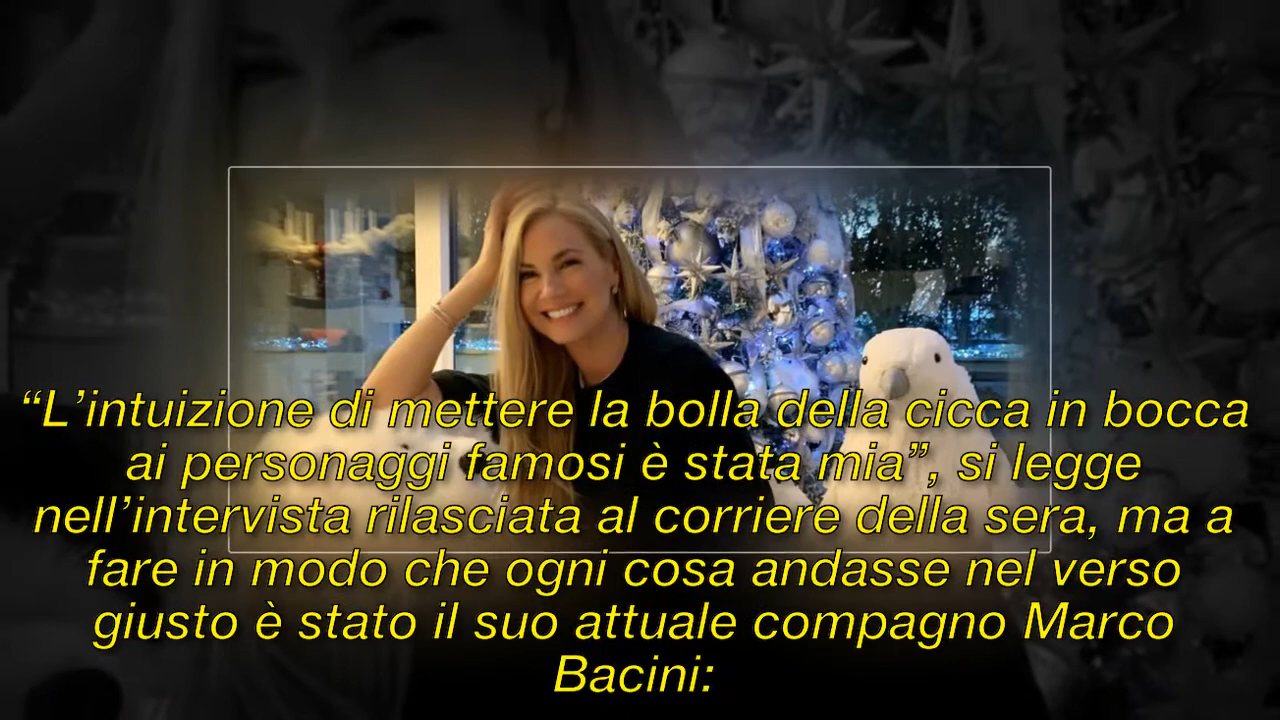 “L’intuizione di mettere la bolla della cicca in bocca
ai personaggi famosi è stata mia”, si legge
nell’intervista rilasciata al corriere della sera, ma a
fare in modo che ogni cosa andasse nel verso
giusto è stato il suo attuale compagno Marco
Bacini: